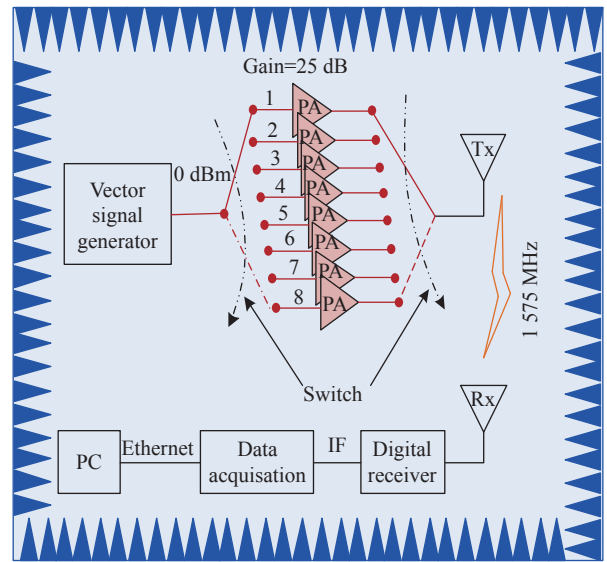 Gain=25 dB
1 PA
2 PA
3 PA
4 PA
5 PA
6 PA
7 PA
8 PA
0 dBm
Vector
signal
generator
Tx
1 575 MHz
Switch
Rx
PC
Ethernet
Data
acquisation
IF
Digital
receiver